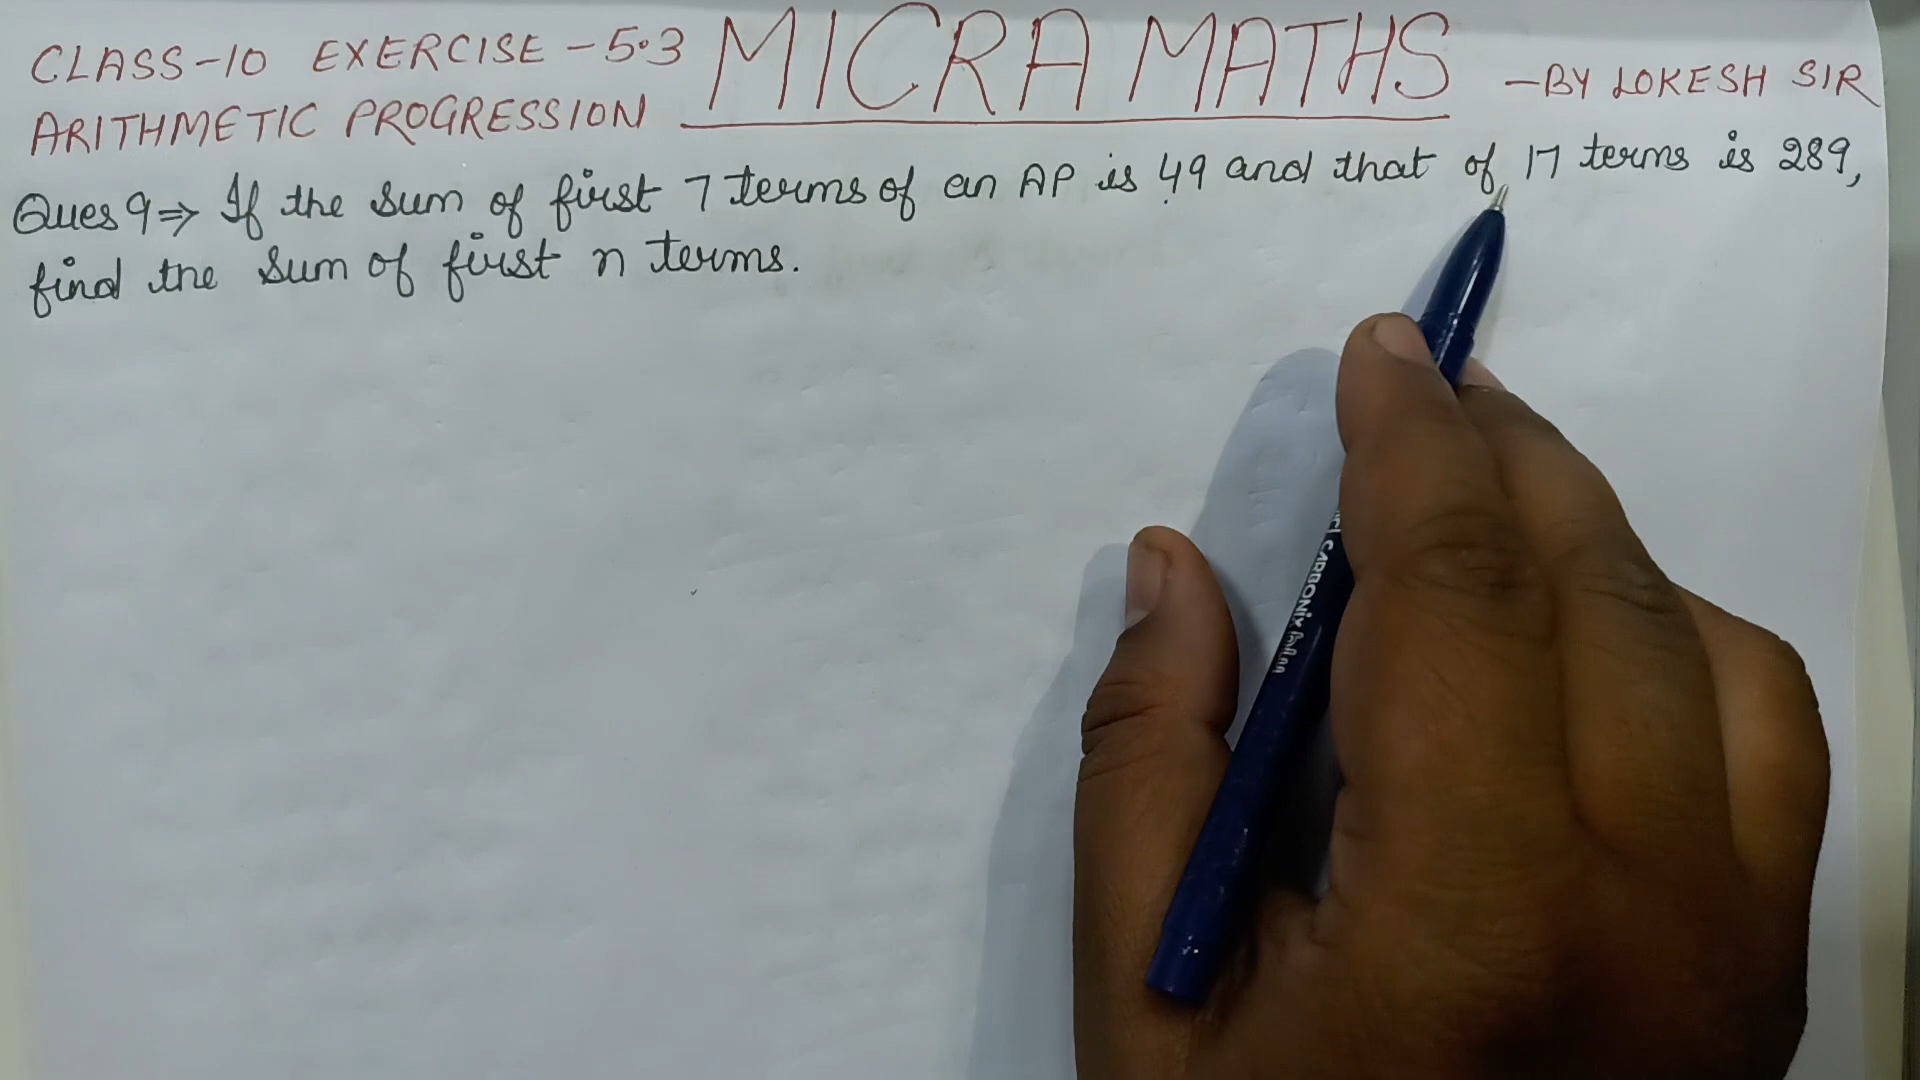 CLASS-10 EXERCISE-5.3 MICRA MATHS -BY LOKESH SIR
ARITHMETIC PROGRESSION
Ques 9⇒ If the sum of first 7 terms of an AP is 49 and that of 17 terms is 289,
find the sum of first n terms.
CARBONIX